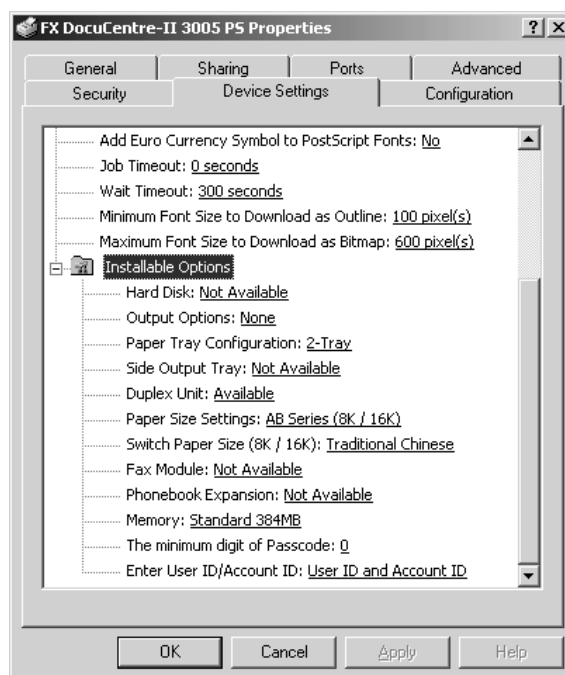 FX DocuCentre-II 3005 PS Properties
General Sharing Ports Advanced
Security Device Settings Configuration
Add Euro Currency Symbol to PostScript Fonts: No
Job Timeout: 0 seconds
Wait Timeout: 300 seconds
Minimum Font Size to Download as Outline: 100 pixel(s)
Maximum Font Size to Download as Bitmap: 600 pixel(s)
Installable Options
Hard Disk: Not Available
Output Options: None
Paper Tray Configuration: 2-Tray
Side Output Tray: Not Available
Duplex Unit: Available
Paper Size Settings: AB Series (8K / 16K)
Switch Paper Size (8K / 16K): Traditional Chinese
Fax Module: Not Available
Phonebook Expansion: Not Available
Memory: Standard 384MB
The minimum digit of Passcode: 0
Enter User ID/Account ID: User ID and Account ID
OK Cancel Apply Help